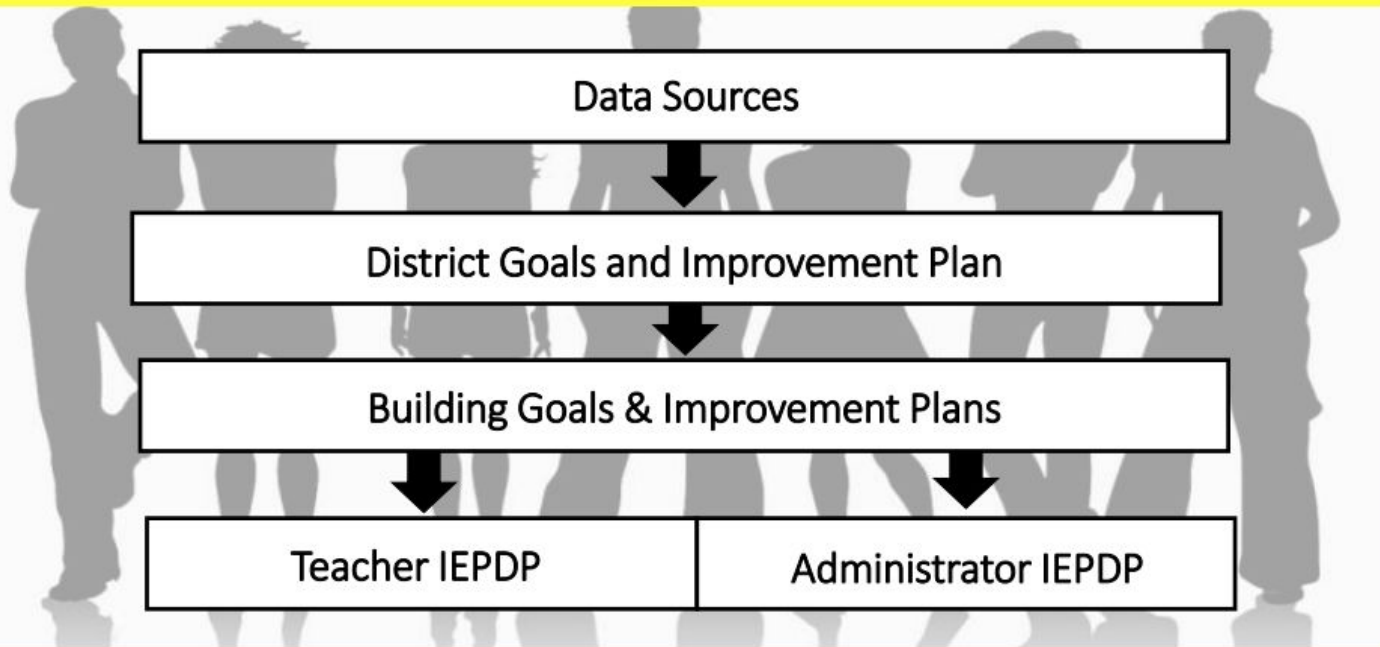 Data Sources
District Goals and Improvement Plan
Building Goals & Improvement Plans
Teacher IEPDP
Administrator IEPDP